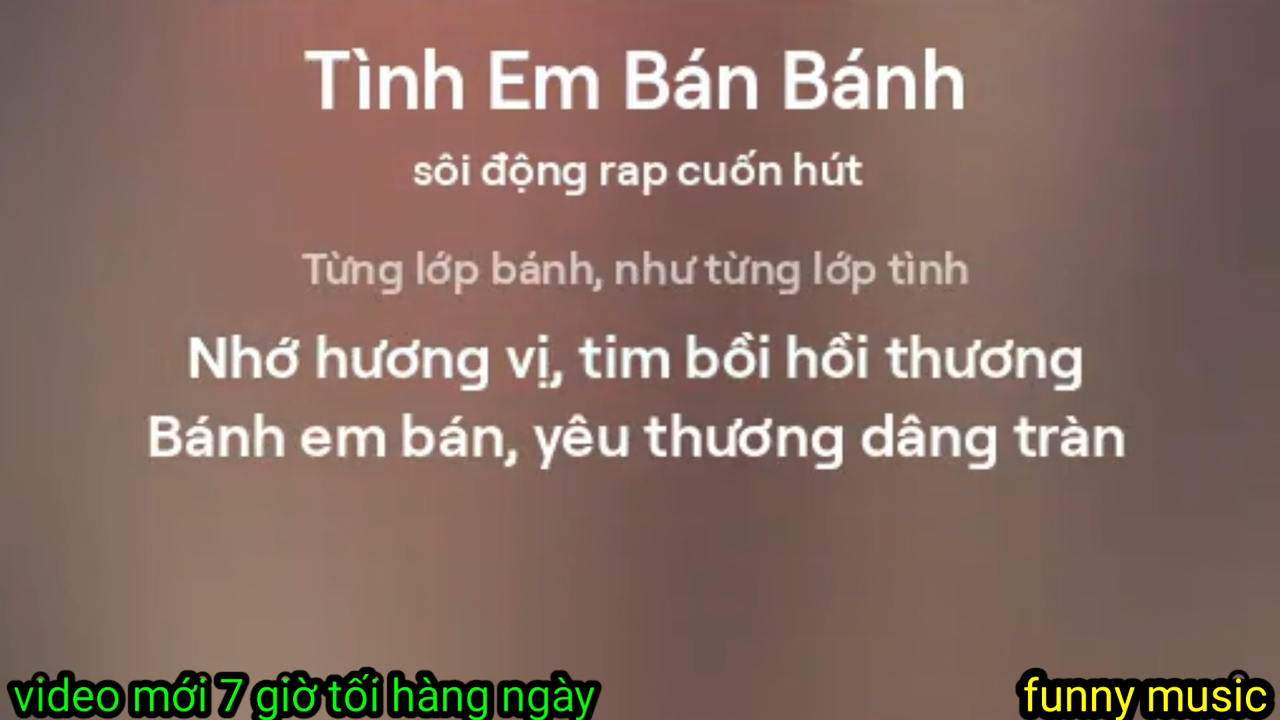 Tình Em Bán Bánh
sôi động rap cuốn hút
Từng lớp bánh, như từng lớp tình
Nhớ hương vị, tim bồi hồi thương
Bánh em bán, yêu thương dâng tràn
video mới 7 giờ tối hàng ngày
funny music